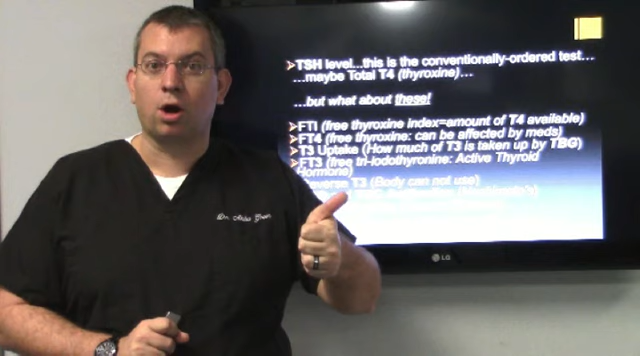 TSH level...this is the conventionally-ordered test...
...maybe Total T4 (thyroxine)...
...but what about these!
➢FTI (free thyroxine index=amount of T4 available)
➢FT4 (free thyroxine: can be affected by meds)
➢T3 Uptake (How much of T3 is taken up by TBG)
➢FT3 (free tri-iodothyronine: Active Thyroid
Hormone)
Reverse T3 (Body can not use)
Dr.
LG